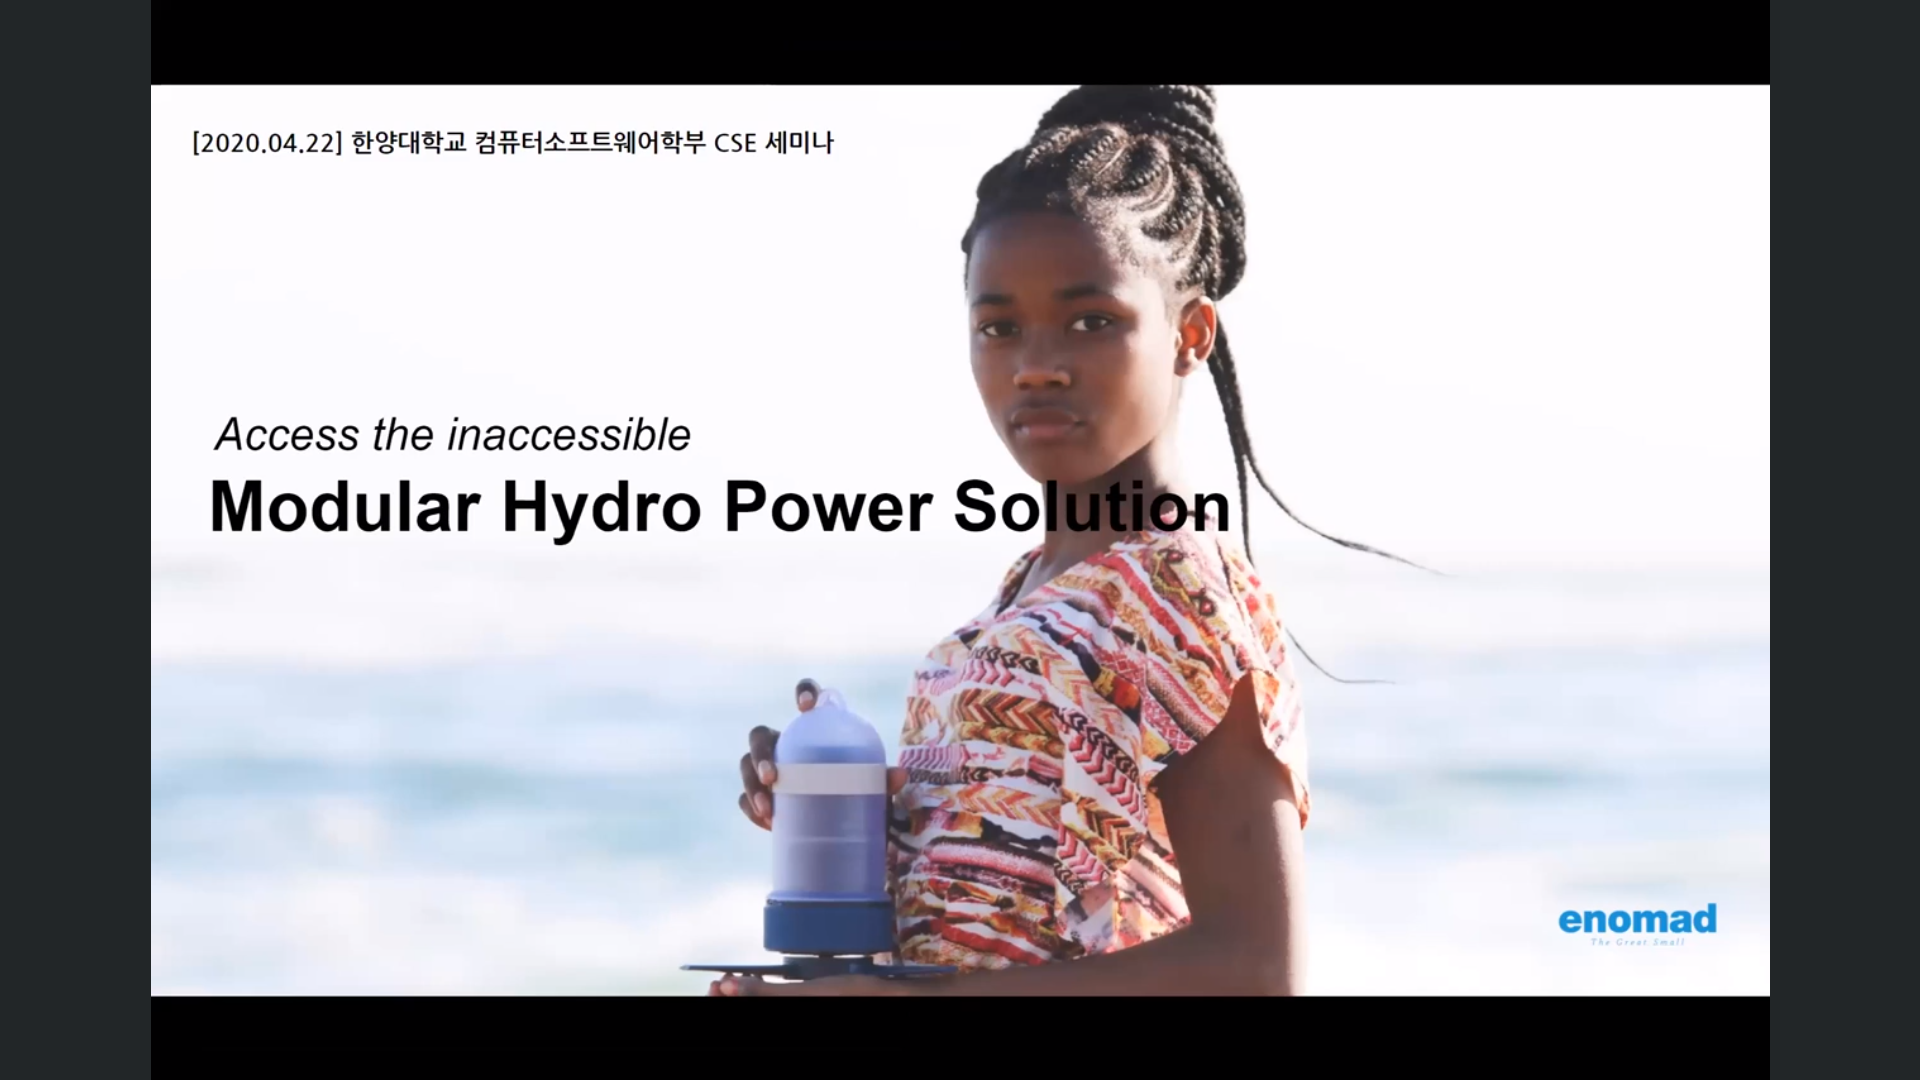 [2020.04.22] 한양대학교 컴퓨터소프트웨어학부 CSE 세미나
Access the inaccessible
Modular Hydro Power Solution
enomad
The Great Small